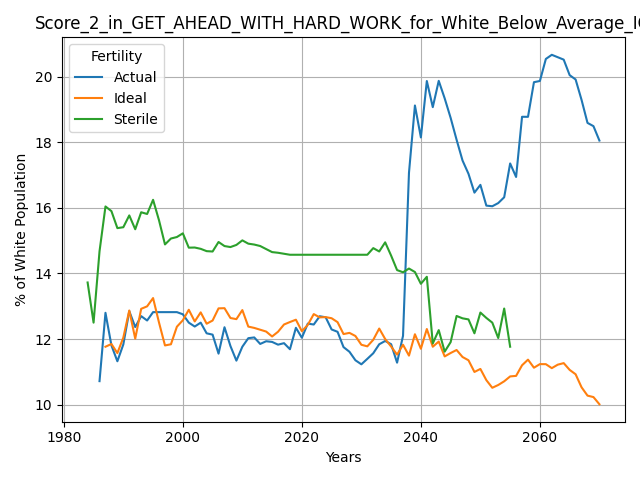 Score_2_in_GET_AHEAD_WITH_HARD_WORK_for_White_Below_Average_I
Fertility
Actual
Ideal
Sterile
% of White Population
20
18
16
14
12
10
1980
2000
2020
2040
2060
Years